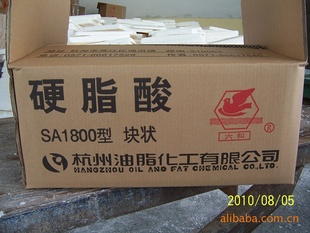 硬脂酸
SA1800型 块状
六和
®
杭州油脂化工有限公司
HANGZHOU OIL AND FAT CHEMICAL CO.,LTD.
2010/08/05
alibaba.com.cn